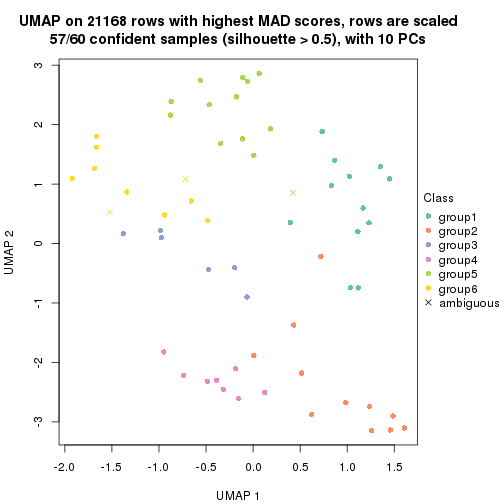 UMAP on 21168 rows with highest MAD scores, rows are scaled
57/60 confident samples (silhouette > 0.5), with 10 PCs
3
2
1
0
-1
-2
-3
UMAP 2
-2.0 -1.5 -1.0 -0.5 0.0 0.5 1.0 1.5
UMAP 1
Class
group1
group2
group3
group4
group5
group6
ambiguous